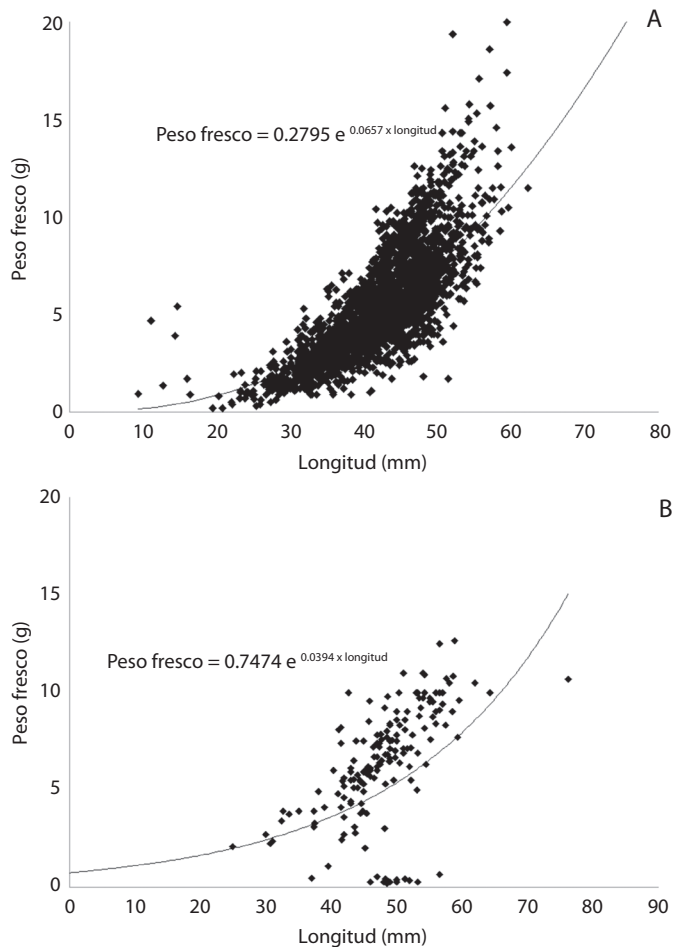 A
20
15
10
5
0
Peso fresco (g)
Peso fresco = 0.2795 e 0.0657 x longitud
0 10 20 30 40 50 60 70 80
Longitud (mm)
B
20
15
10
5
0
Peso fresco (g)
Peso fresco = 0.7474 e 0.0394 x longitud
0 10 20 30 40 50 60 70 80 90
Longitud (mm)